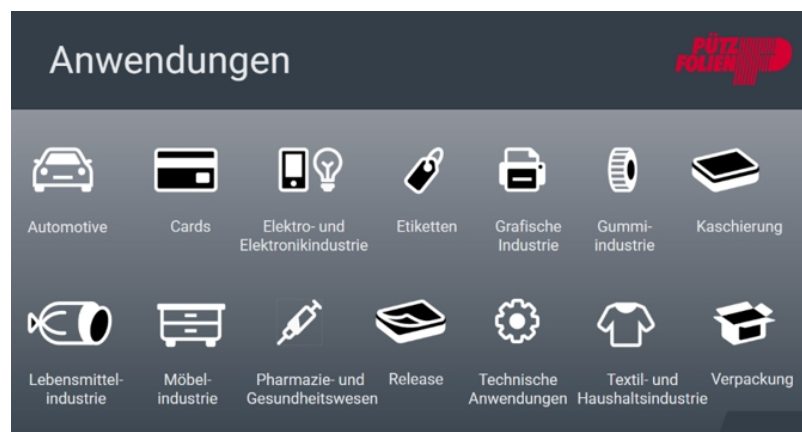 Anwendungen
PÜTZ
FOLIEN
Automotive
Cards
Elektro- und
Elektronikindustrie
Etiketten
Grafische
Industrie
Gummi-
industrie
Kaschierung
Lebensmittel-
industrie
Möbel-
industrie
Pharmazie- und
Gesundheitswesen
Release
Technische
Anwendungen
Textil- und
Haushaltsindustrie
Verpackung